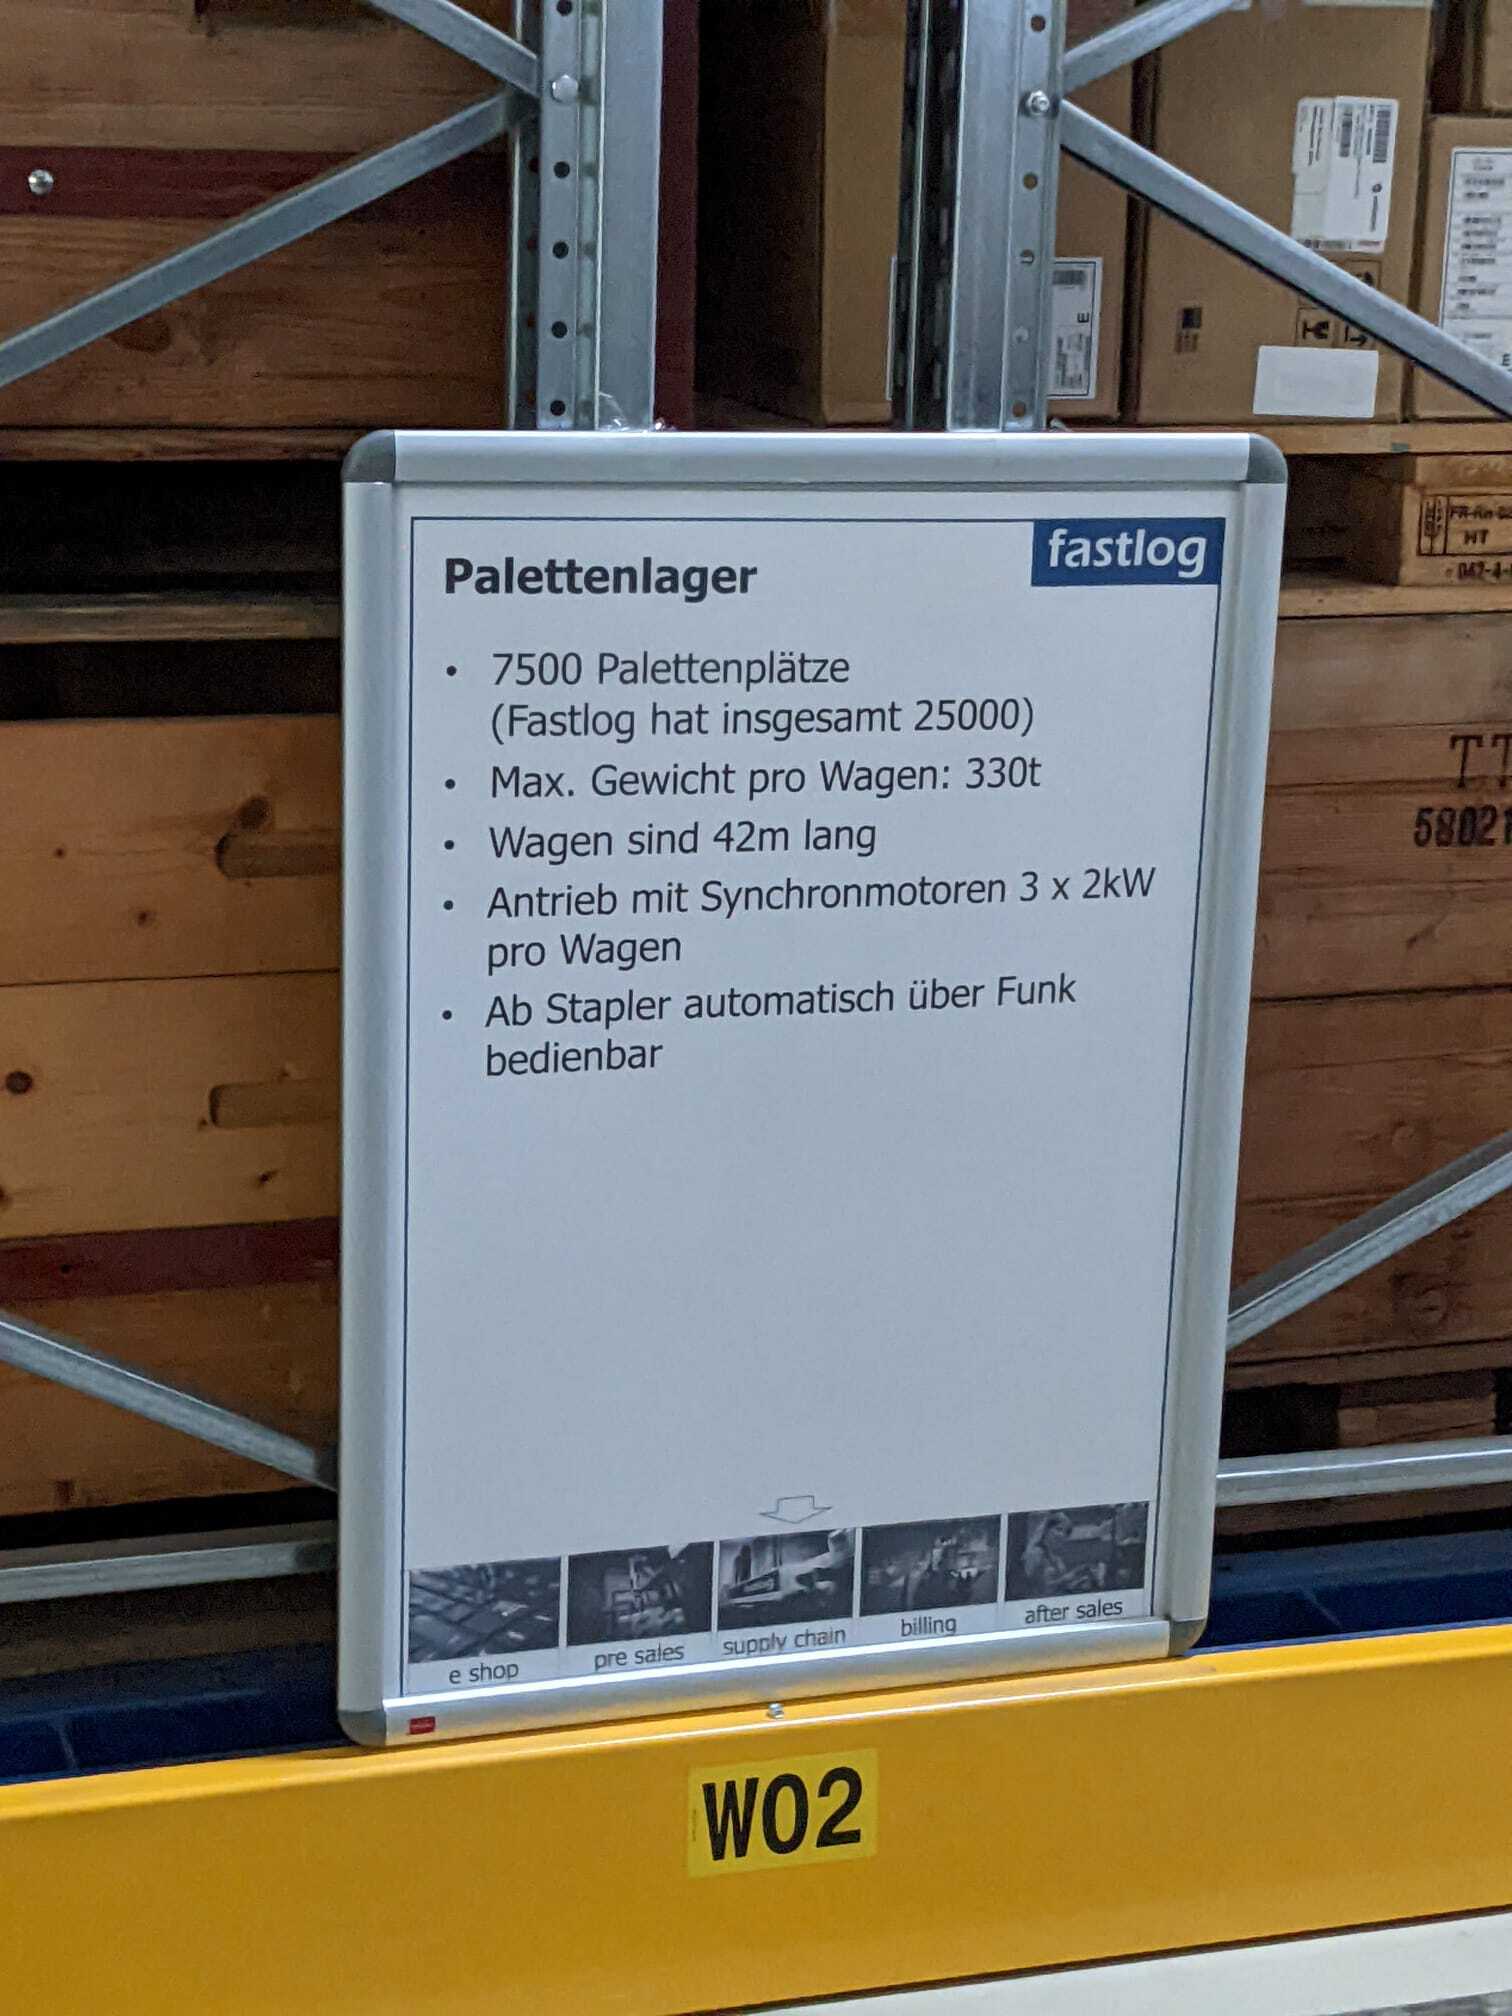 fastlog
Palettenlager
• 7500 Palettenplätze
(Fastlog hat insgesamt 25000)
• Max. Gewicht pro Wagen: 330t
• Wagen sind 42m lang
• Antrieb mit Synchronmotoren 3 x 2kW
pro Wagen
• Ab Stapler automatisch über Funk
bedienbar
e shop
pre sales
supply chain
billing
after sales
W02
E
HT
TT
58021